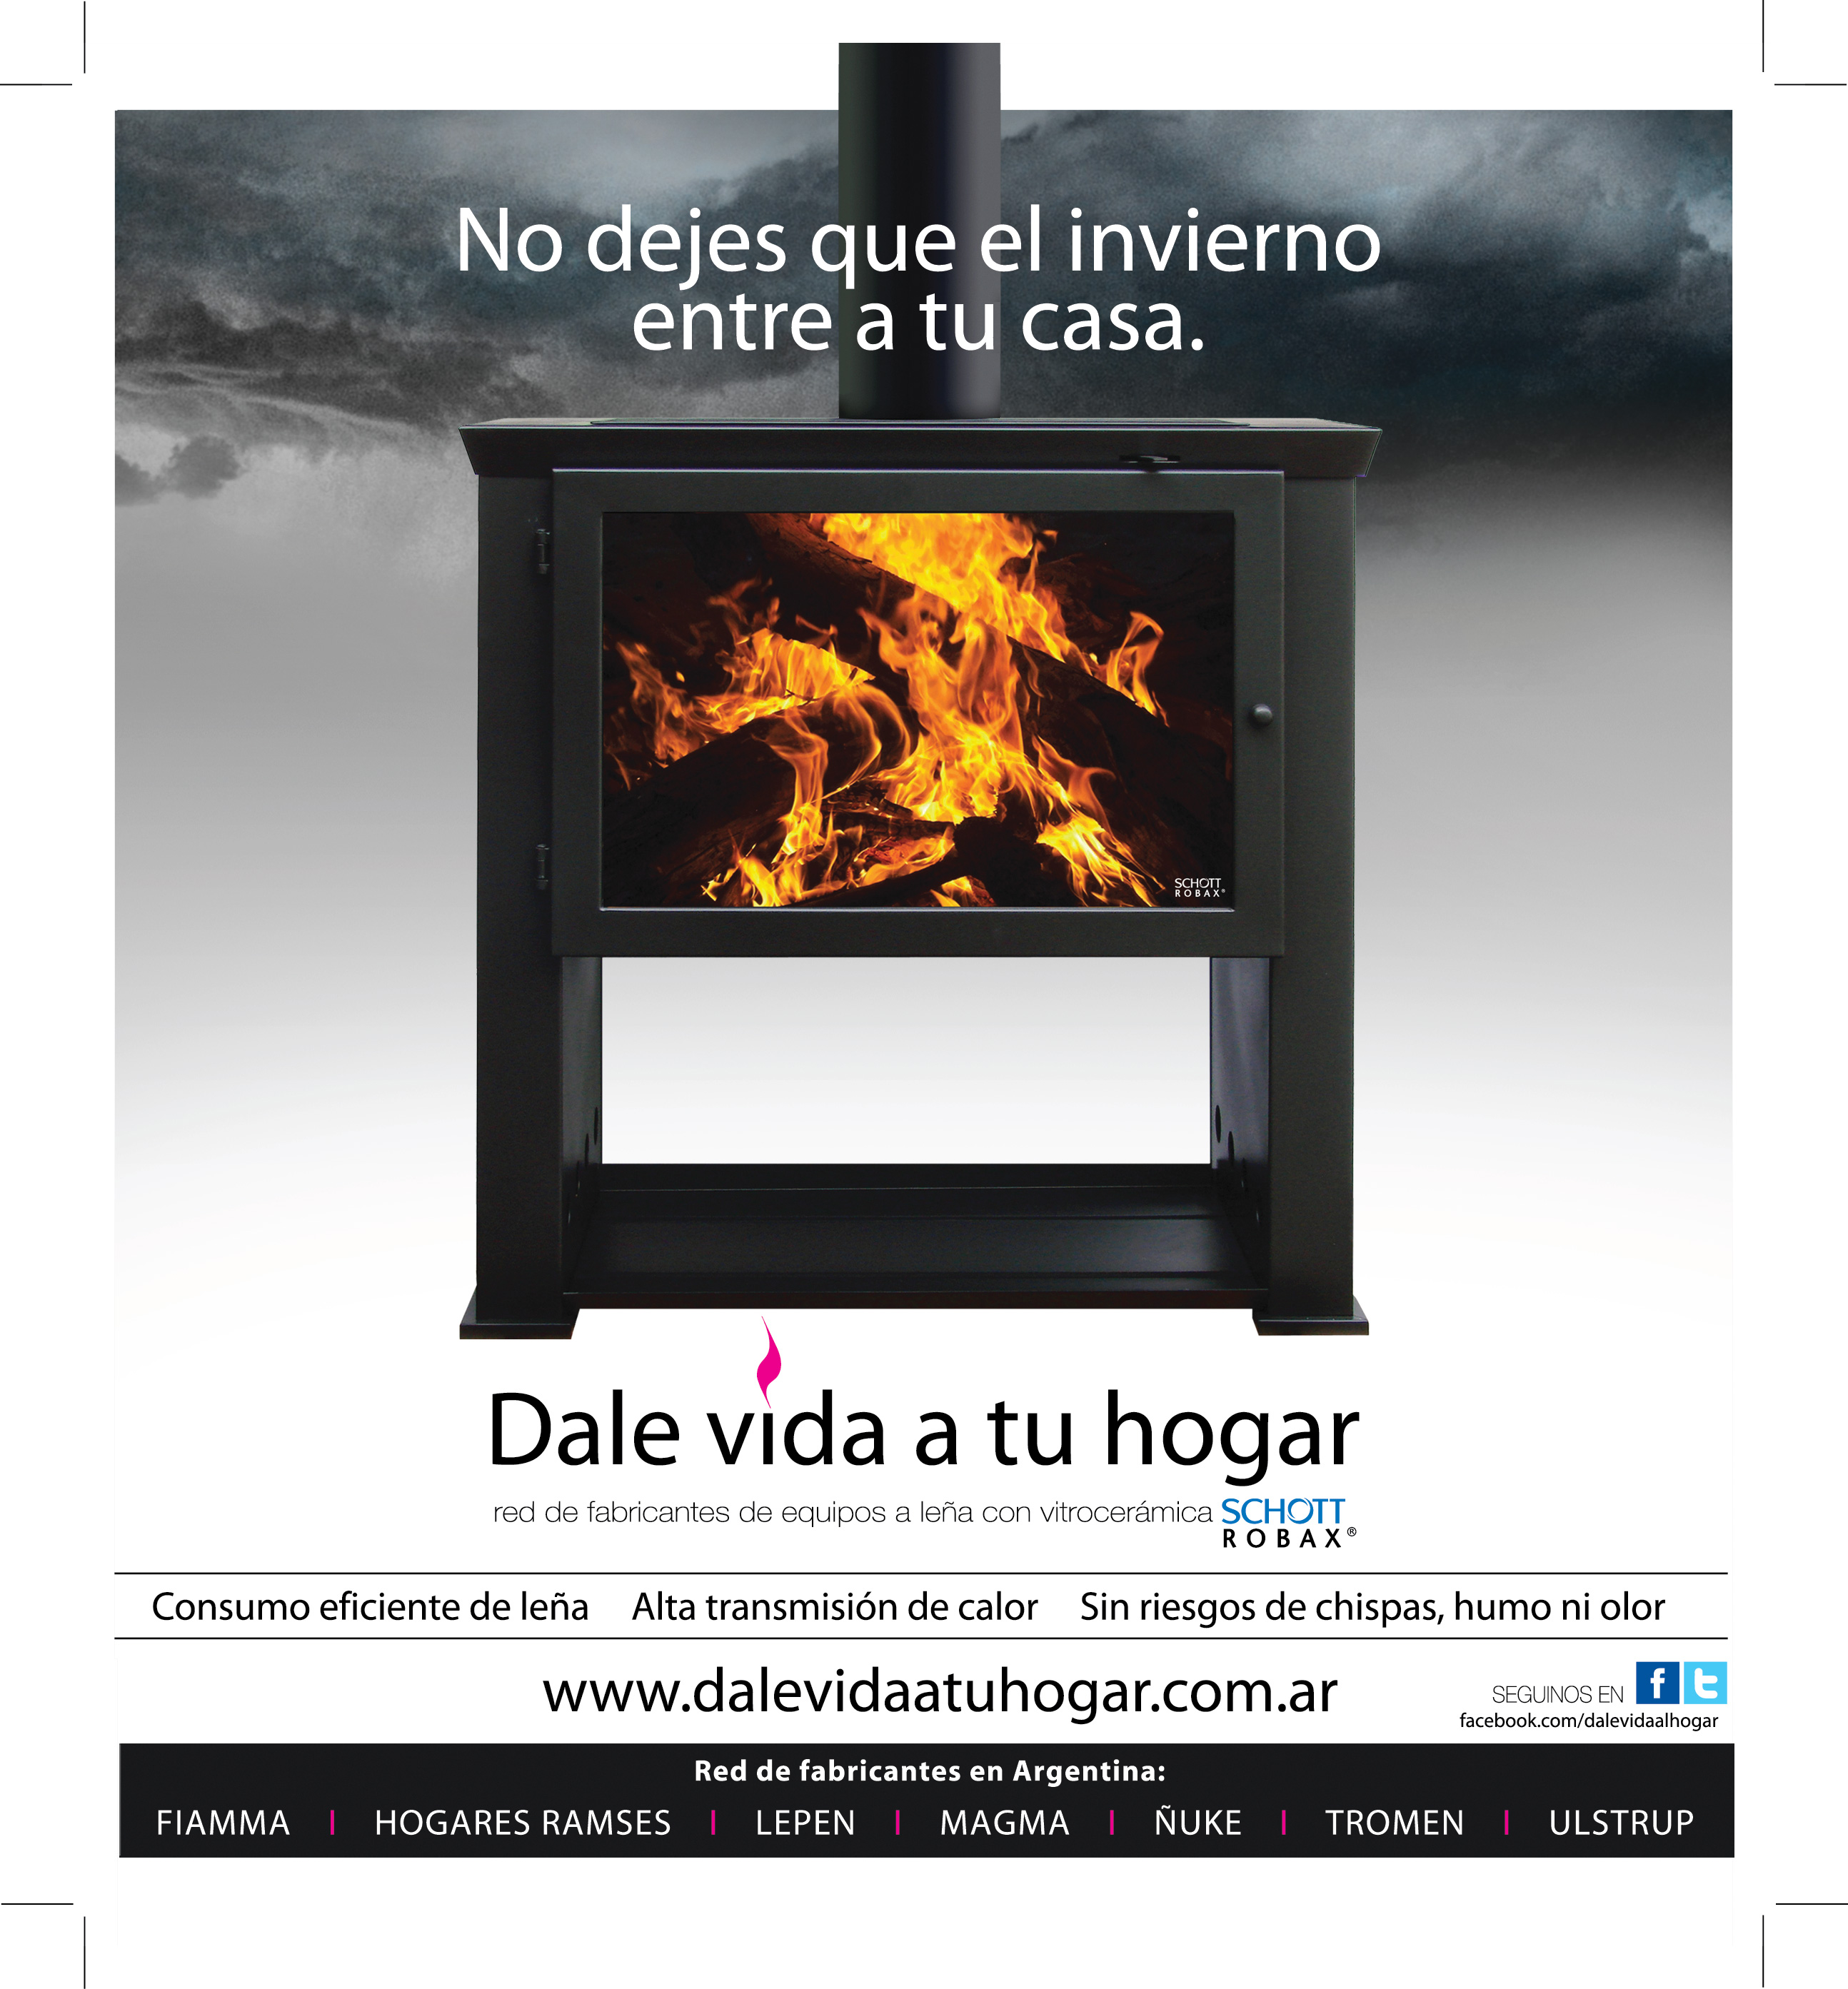 No dejes que el invierno
entre a tu casa.
SCHOTT
ROBAX®
Dale vida a tu hogar
red de fabricantes de equipos a leña con vitrocerámica SCHOTT
ROBAX®
Consumo eficiente de leña Alta transmisión de calor Sin riesgos de chispas, humo ni olor
www.dalevidaatuhogar.com.ar
SEGUINOS EN f t
facebook.com/dalevidaalhogar
Red de fabricantes en Argentina:
FIAMMA | HOGARES RAMSES | LEPEN | MAGMA | ÑUKE | TROMEN | ULSTRUP